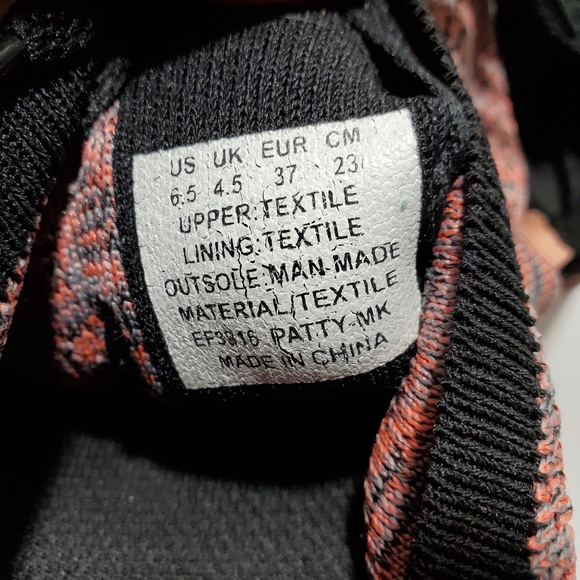 US UK EUR CM
6.5 4.5 37 23
UPPER:TEXTILE
LINING:TEXTILE
OUTSOLE:MAN-MADE
MATERIAL/TEXTILE
EF3816 PATTY-MK
MADE IN CHINA